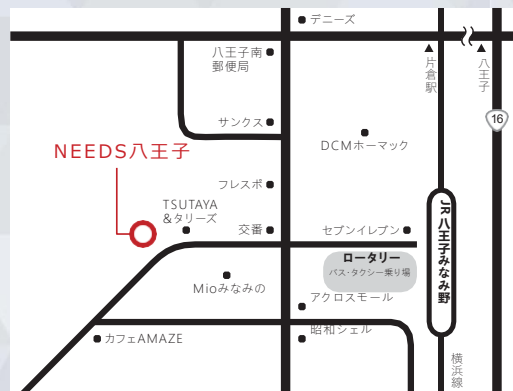 デニーズ
八王子南
郵便局
片倉駅
八王子
サンクス
16
DCMホーマック
NEEDS八王子
フレスポ
TSUTAYA
&タリーズ
交番
セブンイレブン
JR 八王子みなみ野
ロータリー
バス・タクシー乗り場
Mioみなみの
アクロスモール
昭和シェル
カフェAMAZE
横浜線